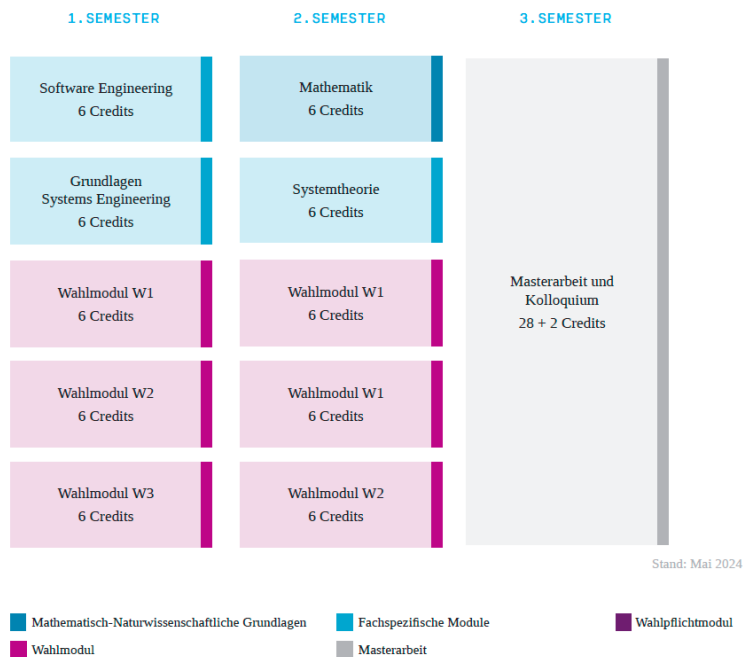 1.SEMESTER
2.SEMESTER
3.SEMESTER
Software Engineering
6 Credits
Grundlagen
Systems Engineering
6 Credits
Wahlmodul W1
6 Credits
Wahlmodul W2
6 Credits
Wahlmodul W3
6 Credits
Mathematik
6 Credits
Systemtheorie
6 Credits
Wahlmodul W1
6 Credits
Wahlmodul W1
6 Credits
Wahlmodul W2
6 Credits
Masterarbeit und
Kolloquium
28 + 2 Credits
Stand: Mai 2024
Mathematisch-Naturwissenschaftliche Grundlagen
Fachspezifische Module
Wahlpflichtmodul
Wahlmodul
Masterarbeit